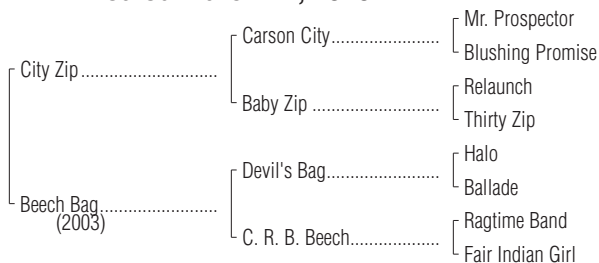 Mr. Prospector
Carson City
Blushing Promise
City Zip
Relaunch
Baby Zip
Thirty Zip
Halo
Devil's Bag
Ballade
Beech Bag
(2003)
Ragtime Band
C. R. B. Beech
Fair Indian Girl